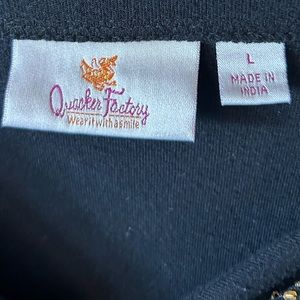 Quacker Factory
Wear it with a smile
L
MADE IN
INDIA